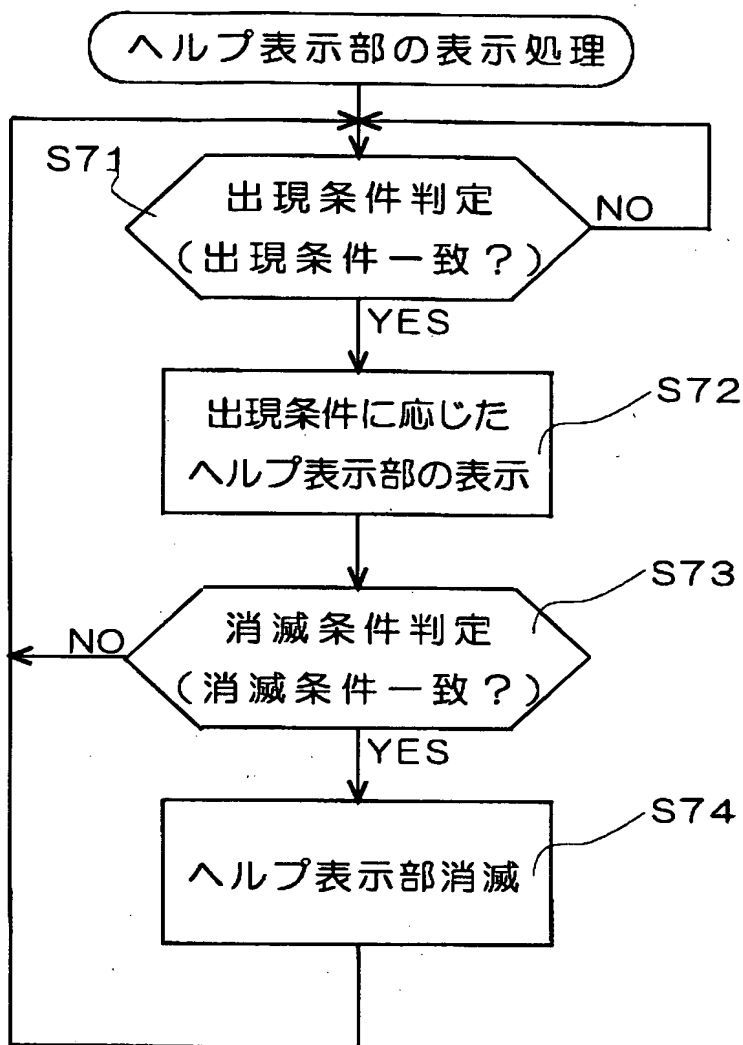 ヘルプ表示部の表示処理
S71
出現条件判定
(出現条件一致?)
NO
YES
S72
出現条件に応じた
ヘルプ表示部の表示
S73
消滅条件判定
(消滅条件一致?)
NO
YES
S74
ヘルプ表示部消滅